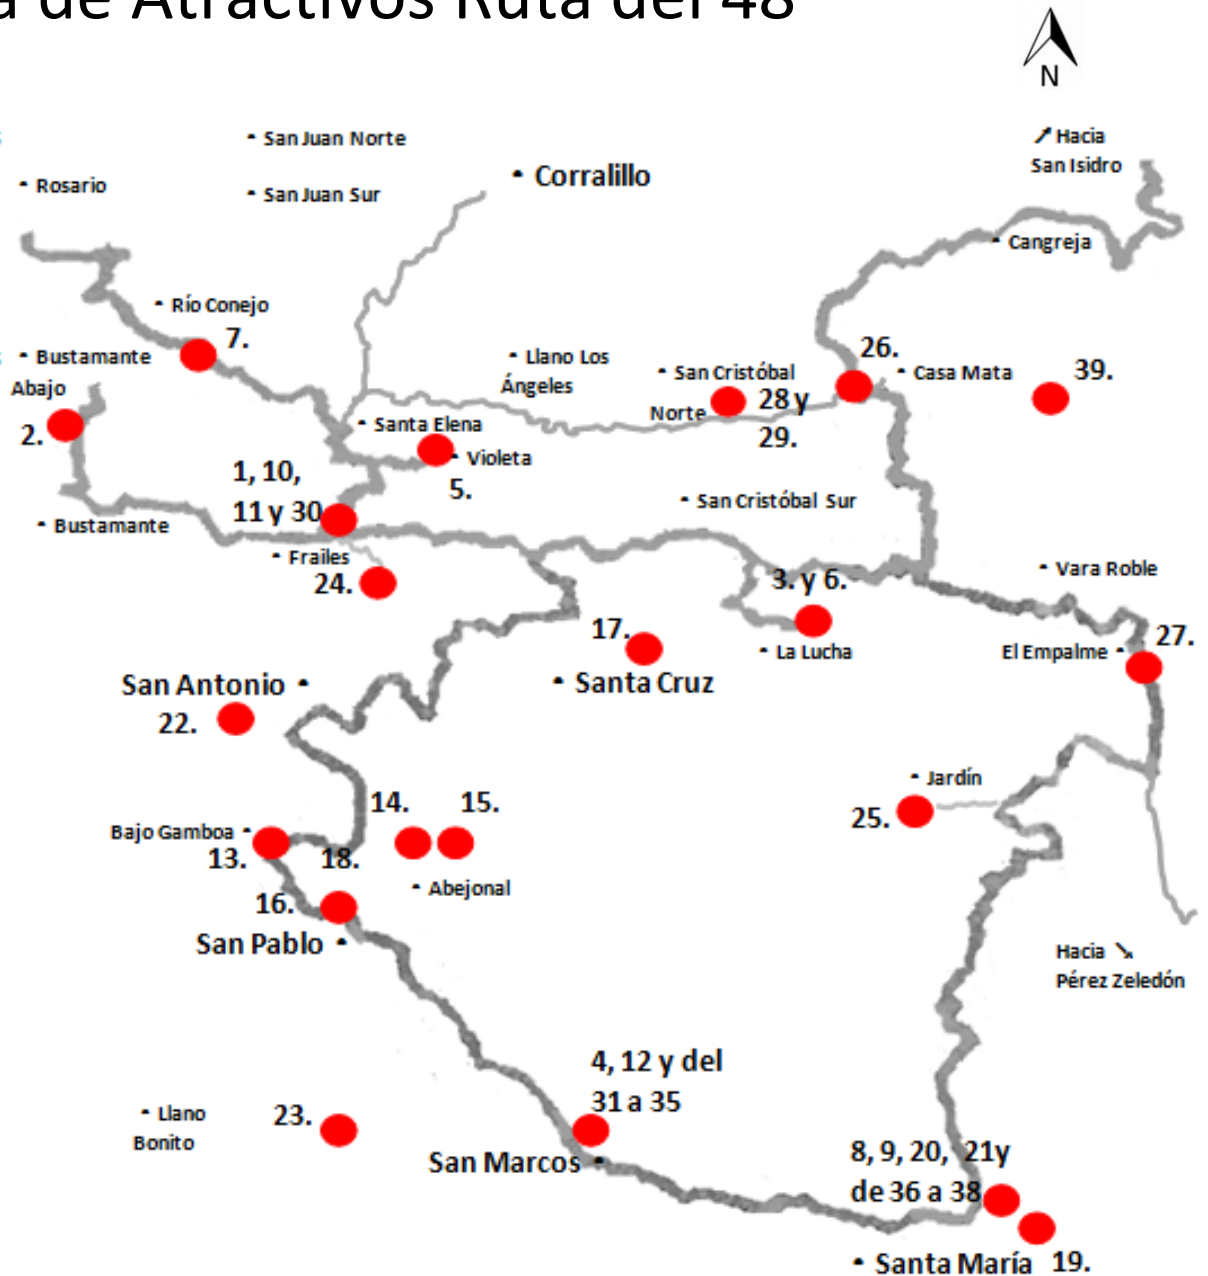 a de Atractivos Ruta del 48
N
San Juan Norte
Hacia
San Isidro
Corralillo
Rosario
San Juan Sur
Cangreja
Río Conejo
7.
26.
Bustamante
Abajo
Llano Los
Ángeles
San Cristóbal
Norte
28 y
29.
Casa Mata
39.
2.
Santa Elena
Violeta
5.
1, 10,
11 y 30
San Cristóbal Sur
Bustamante
Frailes
24.
3. y 6.
Vara Roble
17.
27.
La Lucha
El Empalme
San Antonio
22.
Santa Cruz
Jardín
25.
14.
15.
Bajo Gamboa
13.
18.
Abejonal
16.
San Pablo
Hacia
Pérez Zeledón
4, 12 y del
31 a 35
Llano
Bonito
23.
San Marcos
8, 9, 20, 21y
de 36 a 38
Santa María
19.